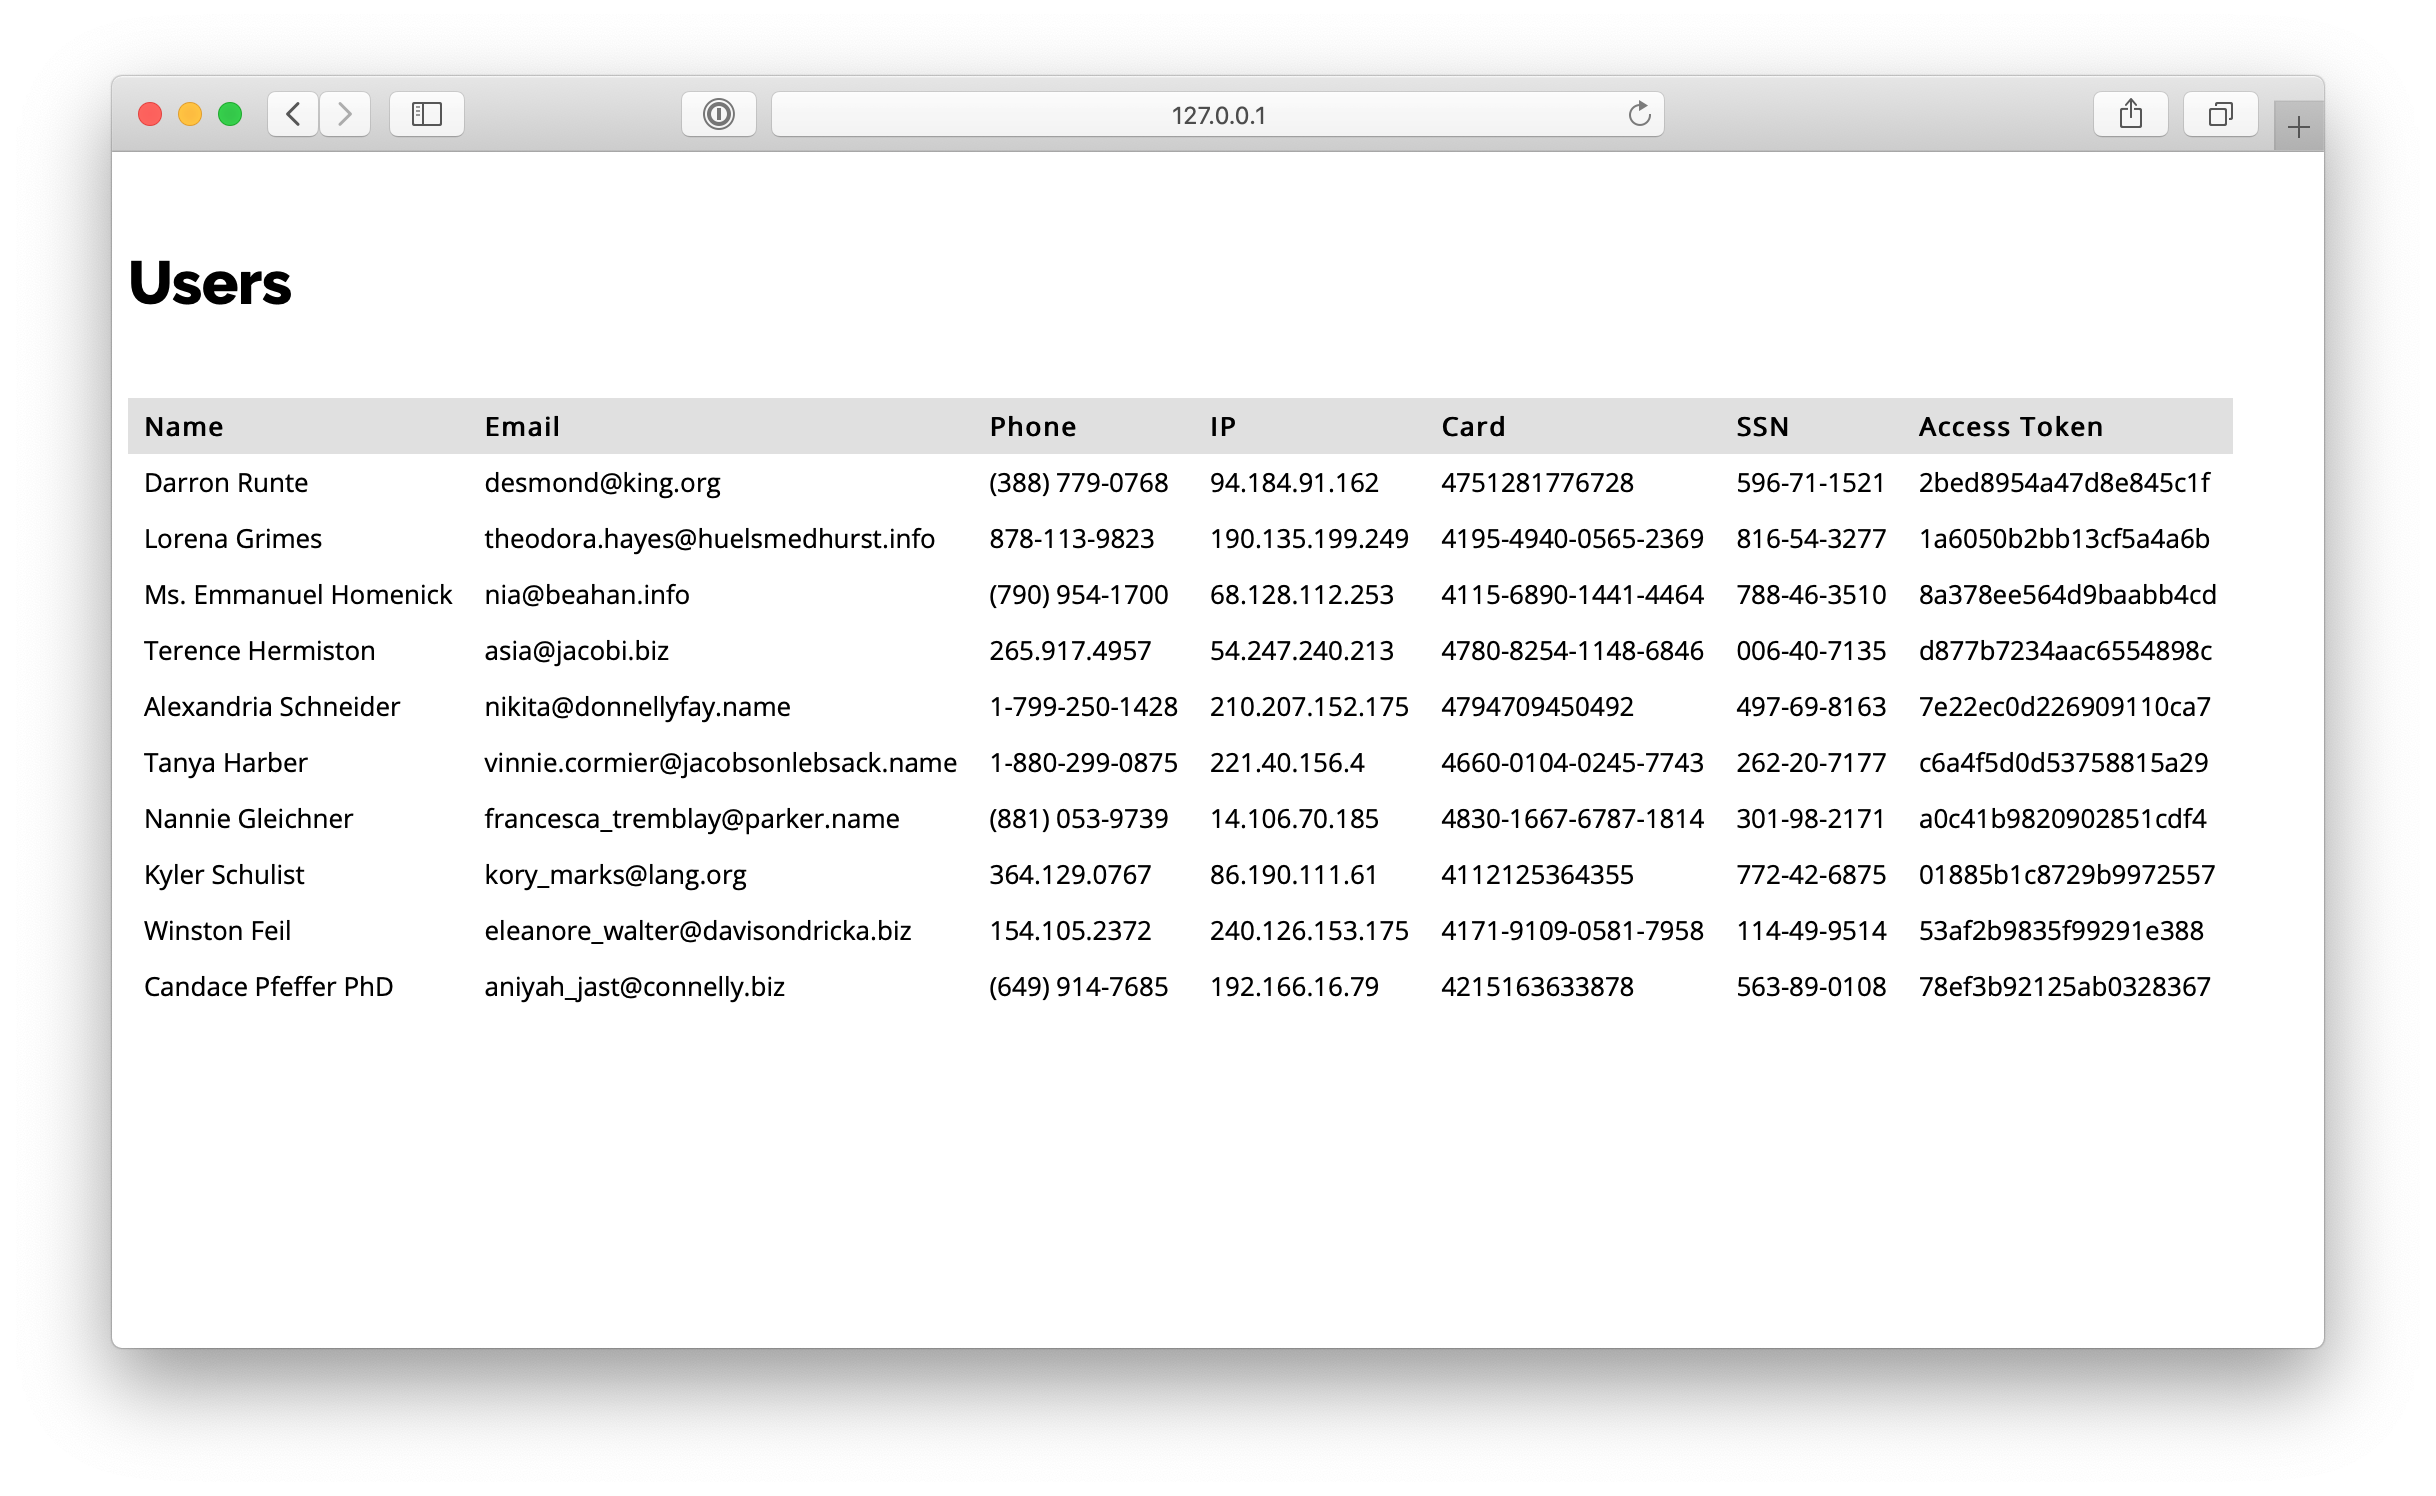 127.0.0.1
Users
Name Email Phone IP Card SSN Access Token
Darron Runte desmond@king.org (388) 779-0768 94.184.91.162 4751281776728 596-71-1521 2bed8954a47d8e845c1f
Lorena Grimes theodora.hayes@huelsmedhurst.info 878-113-9823 190.135.199.249 4195-4940-0565-2369 816-54-3277 1a6050b2bb13cf5a4a6b
Ms. Emmanuel Homenick nia@beahan.info (790) 954-1700 68.128.112.253 4115-6890-1441-4464 788-46-3510 8a378ee564d9baabb4cd
Terence Hermiston asia@jacobi.biz 265.917.4957 54.247.240.213 4780-8254-1148-6846 006-40-7135 d877b7234aac6554898c
Alexandria Schneider nikita@donnellyfay.name 1-799-250-1428 210.207.152.175 4794709450492 497-69-8163 7e22ec0d226909110ca7
Tanya Harber vinnie.cormier@jacobsonlebsack.name 1-880-299-0875 221.40.156.4 4660-0104-0245-7743 262-20-7177 c6a4f5d0d53758815a29
Nannie Gleichner francesca_tremblay@parker.name (881) 053-9739 14.106.70.185 4830-1667-6787-1814 301-98-2171 a0c41b9820902851cdf4
Kyler Schulist kory_marks@lang.org 364.129.0767 86.190.111.61 4112125364355 772-42-6875 01885b1c8729b9972557
Winston Feil eleanore_walter@davisondricka.biz 154.105.2372 240.126.153.175 4171-9109-0581-7958 114-49-9514 53af2b9835f99291e388
Candace Pfeffer PhD aniyah_jast@connelly.biz (649) 914-7685 192.166.16.79 4215163633878 563-89-0108 78ef3b92125ab0328367